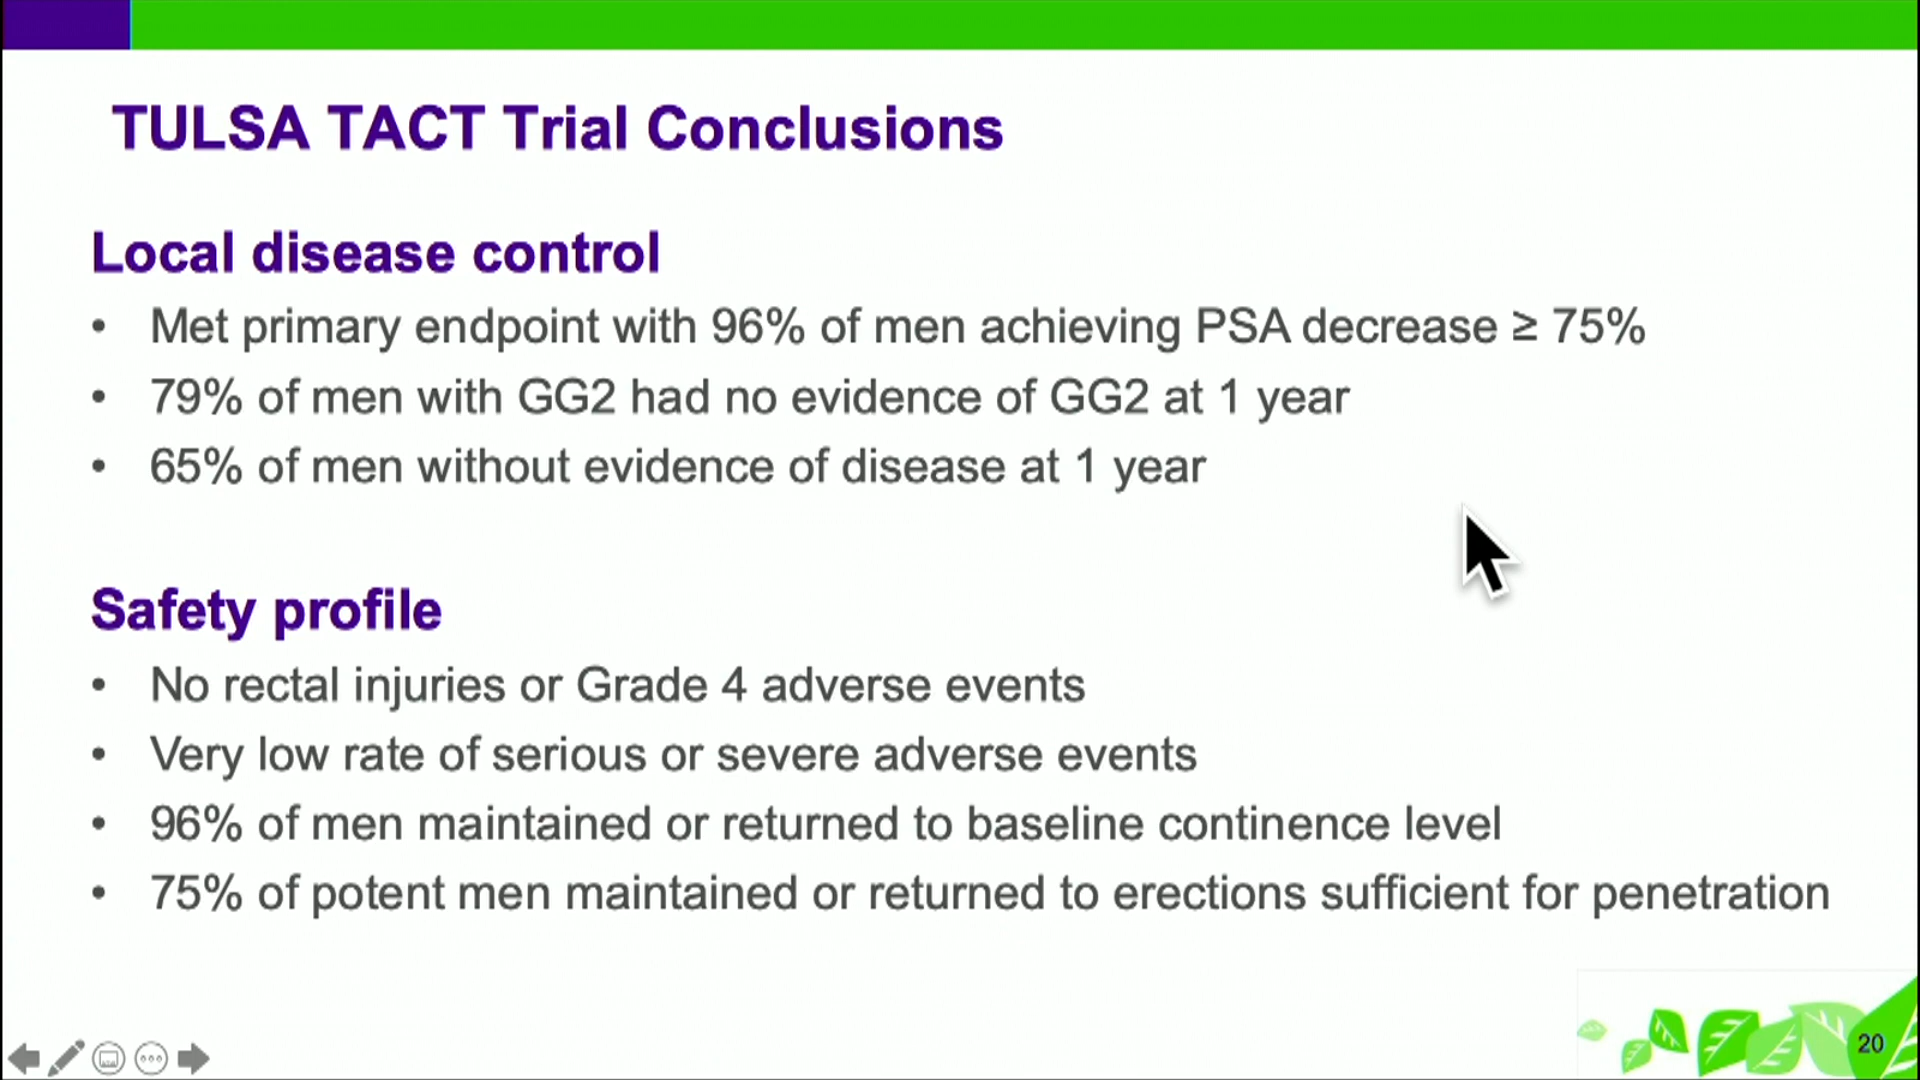 TULSA TACT Trial Conclusions
Local disease control
• Met primary endpoint with 96% of men achieving PSA decrease ≥ 75%
• 79% of men with GG2 had no evidence of GG2 at 1 year
• 65% of men without evidence of disease at 1 year
Safety profile
• No rectal injuries or Grade 4 adverse events
• Very low rate of serious or severe adverse events
• 96% of men maintained or returned to baseline continence level
• 75% of potent men maintained or returned to erections sufficient for penetration
20